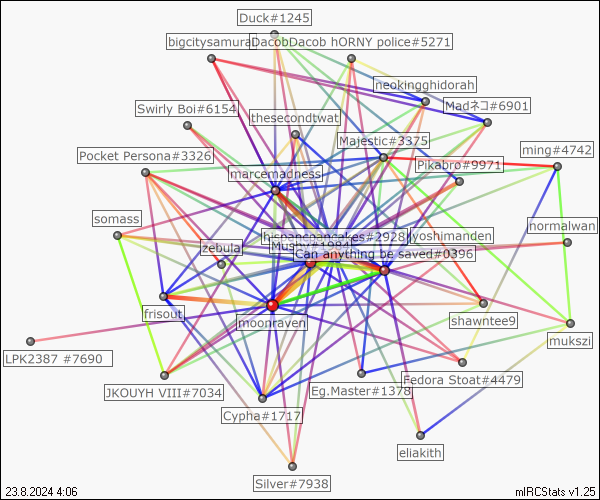 Duck#1245
bigcitysamurai
DacobDacob hORNY police#5271
neokingghidorah
Madネコ#6901
Swirly Boi#6154
thesecondtwat
Majestic#3375
ming#4742
Pocket Persona#3326
Pikabro#9971
marcemadness
somass
normalwan
hispanicpancakes#2928
yoshimanden
zebula
Mushy#1984
Can anything be saved#0396
frisout
moonraven
shawntee9
mukszi
LPK2387 #7690
JKOUYH VIII#7034
Eg.Master#1378
Fedora Stoat#4479
Cypha#1717
eliakith
Silver#7938
23.8.2024 4:06
mIRCStats v1.25